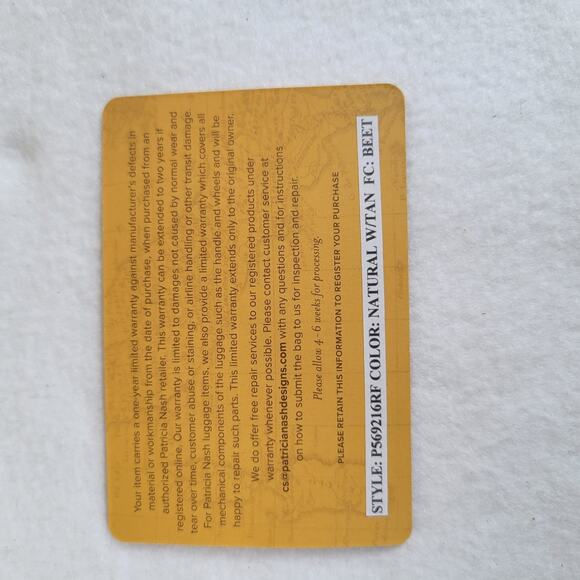 Your item carries a one-year limited warranty against manufacturer's defects in
material or workmanship from the date of purchase, when purchased from an
authorized Patricia Nash retailer. This warranty can be extended to two years if
registered online. Our warranty is limited to damages not caused by normal wear and
tear over time, customer abuse or staining, or airline handling or other transit damage.
For Patricia Nash luggage items, we also provide a limited warranty which covers all
mechanical components of the luggage such as the handle and wheels and will be
happy to repair such parts. This limited warranty extends only to the original owner.
We do offer free repair services to our registered products under
warranty whenever possible. Please contact customer service at
cs@patricianashdesigns.com with any questions and for instructions
on how to submit the bag to us for inspection and repair.
Please allow 4 - 6 weeks for processing.
PLEASE RETAIN THIS INFORMATION TO REGISTER YOUR PURCHASE
STYLE: P569216RF COLOR: NATURAL W/TAN FC: BEET